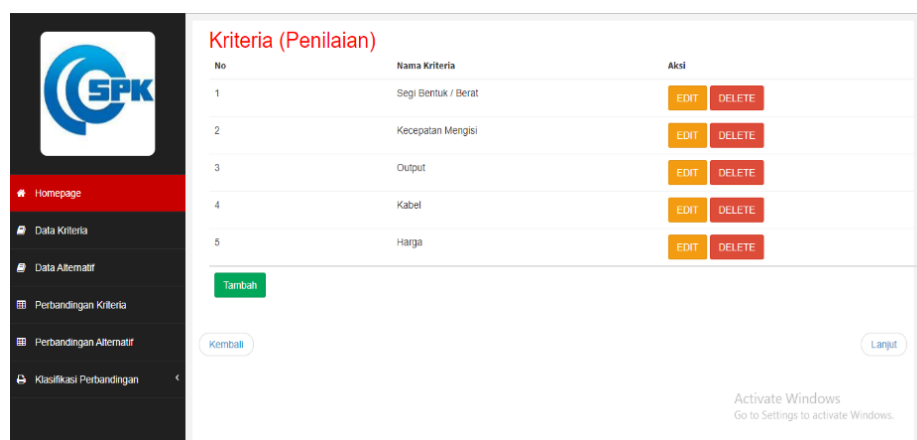 SPK
Homepage
Data Kriteria
Data Alternatif
Perbandingan Kriteria
Perbandingan Alternatif
Klasifikasi Perbandingan
Kriteria (Penilaian)
No Nama Kriteria Aksi
1 Segi Bentuk / Berat EDIT DELETE
2 Kecepatan Mengisi EDIT DELETE
3 Output EDIT DELETE
4 Kabel EDIT DELETE
5 Harga EDIT DELETE
Tambah
Kembali Lanjut
Activate Windows
Go to Settings to activate Windows.